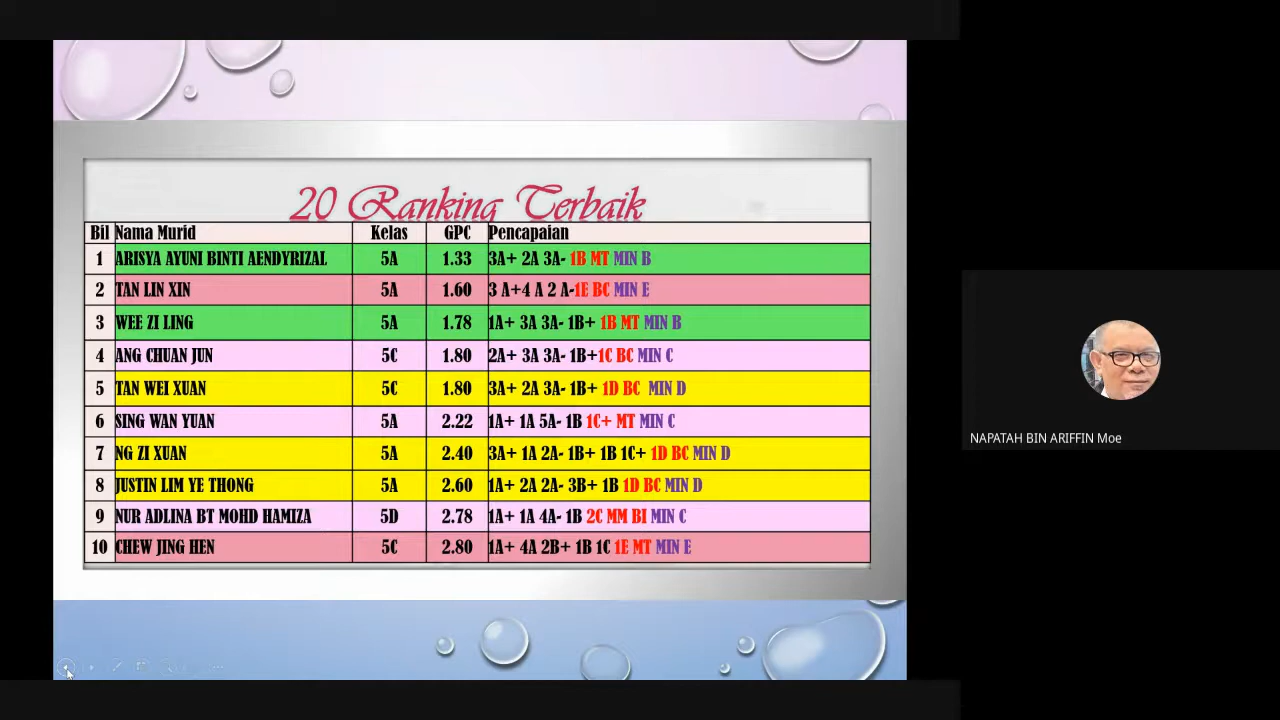 20 Ranking Terbaik
Bil Nama Murid Kelas GPC Pencapaian
1 ARISYA AYUNI BINTI AENDYRIZAL 5A 1.33 3A+ 2A 3A- 1B MT MIN B
2 TAN LIN XIN 5A 1.60 3 A+4 A 2 A-1E BC MIN E
3 WEE ZI LING 5A 1.78 1A+ 3A 3A- 1B+ 1B MT MIN B
4 ANG CHUAN JUN 5C 1.80 2A+ 3A 3A- 1B+1C BC MIN C
5 TAN WEI XUAN 5C 1.80 3A+ 2A 3A- 1B+ 1D BC MIN D
6 SING WAN YUAN 5A 2.22 1A+ 1A 5A- 1B 1C+ MT MIN C
7 NG ZI XUAN 5A 2.40 3A+ 1A 2A- 1B+ 1B 1C+ 1D BC MIN D
8 JUSTIN LIM YE THONG 5A 2.60 1A+ 2A 2A- 3B+ 1B 1D BC MIN D
9 NUR ADLINA BT MOHD HAMIZA 5D 2.78 1A+ 1A 4A- 1B 2C MM BI MIN C
10 CHEW JING HEN 5C 2.80 1A+ 4A 2B+ 1B 1C 1E MT MIN E
NAPATAH BIN ARIFFIN Moe